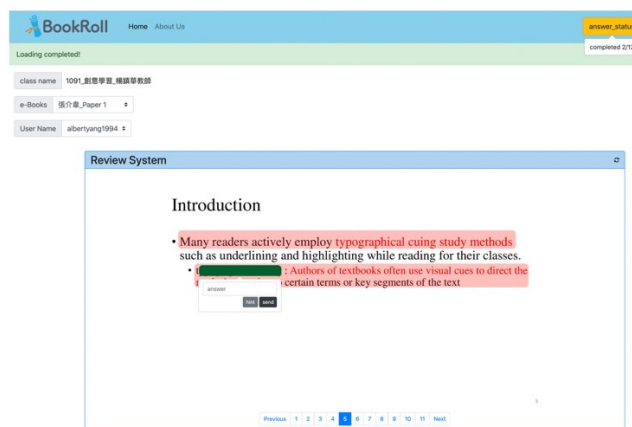 BookRoll Home About Us answer_status
completed 2/12
Loading completed!
class name 1091_創意學習_楊鎮華教師
e-Books 張介韋_Paper 1
User Name albertyang1994
Review System
Introduction
• Many readers actively employ typographical cuing study methods
such as underlining and highlighting while reading for their classes.
• : Authors of textbooks often use visual cues to direct the
certain terms or key segments of the text
answer
hint send
Previous 1 2 3 4 5 6 7 8 9 10 11 Next